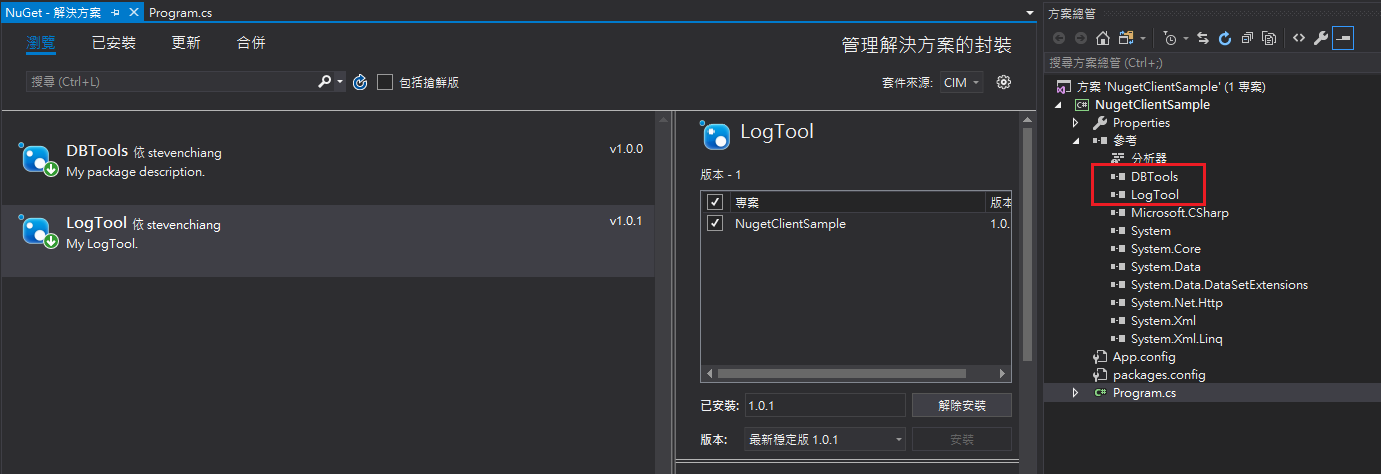 NuGet - 解決方案
Program.cs
瀏覽 已安裝 更新 合併
管理解決方案的封裝
搜尋 (Ctrl+L)
包括搶鮮版
套件來源: CIM
DBTools 依 stevenchiang
v1.0.0
My package description.
LogTool 依 stevenchiang
v1.0.1
My LogTool.
LogTool
版本 - 1
專案 版本
NugetClientSample 1.0.
已安裝: 1.0.1 解除安裝
版本: 最新穩定版 1.0.1 安裝
方案總管
搜尋方案總管 (Ctrl+;)
方案 'NugetClientSample' (1 專案)
C# NugetClientSample
Properties
參考
分析器
DBTools
LogTool
Microsoft.CSharp
System
System.Core
System.Data
System.Data.DataSetExtensions
System.Net.Http
System.Xml
System.Xml.Linq
App.config
packages.config
C# Program.cs